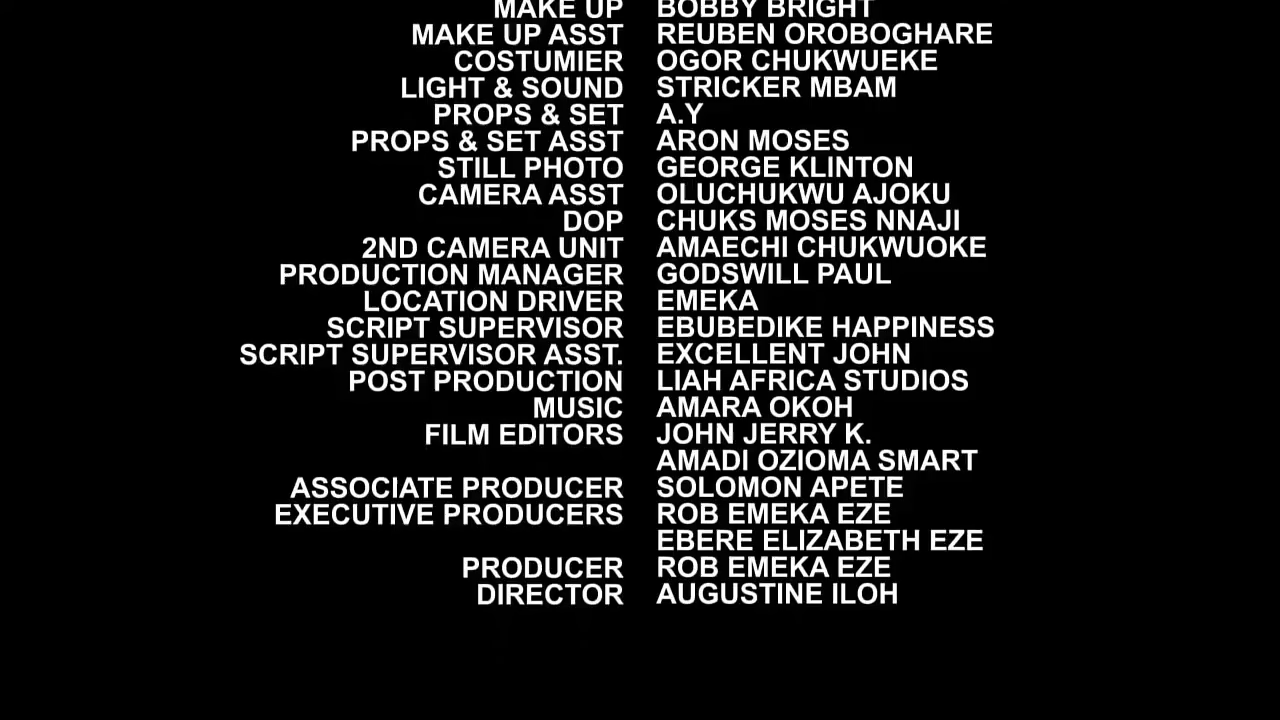 MAKE UP BOBBY BRIGHT
MAKE UP ASST REUBEN OROBOGHARE
COSTUMIER OGOR CHUKWUEKE
LIGHT & SOUND STRICKER MBAM
PROPS & SET A.Y
PROPS & SET ASST ARON MOSES
STILL PHOTO GEORGE KLINTON
CAMERA ASST OLUCHUKWU AJOKU
DOP CHUKS MOSES NNAJI
2ND CAMERA UNIT AMAECHI CHUKWUOKE
PRODUCTION MANAGER GODSWILL PAUL
LOCATION DRIVER EMEKA
SCRIPT SUPERVISOR EBUBEDIKE HAPPINESS
SCRIPT SUPERVISOR ASST. EXCELLENT JOHN
POST PRODUCTION LIAH AFRICA STUDIOS
MUSIC AMARA OKOH
FILM EDITORS JOHN JERRY K.
AMADI OZIOMA SMART
ASSOCIATE PRODUCER SOLOMON APETE
EXECUTIVE PRODUCERS ROB EMEKA EZE
EBERE ELIZABETH EZE
PRODUCER ROB EMEKA EZE
DIRECTOR AUGUSTINE ILOH